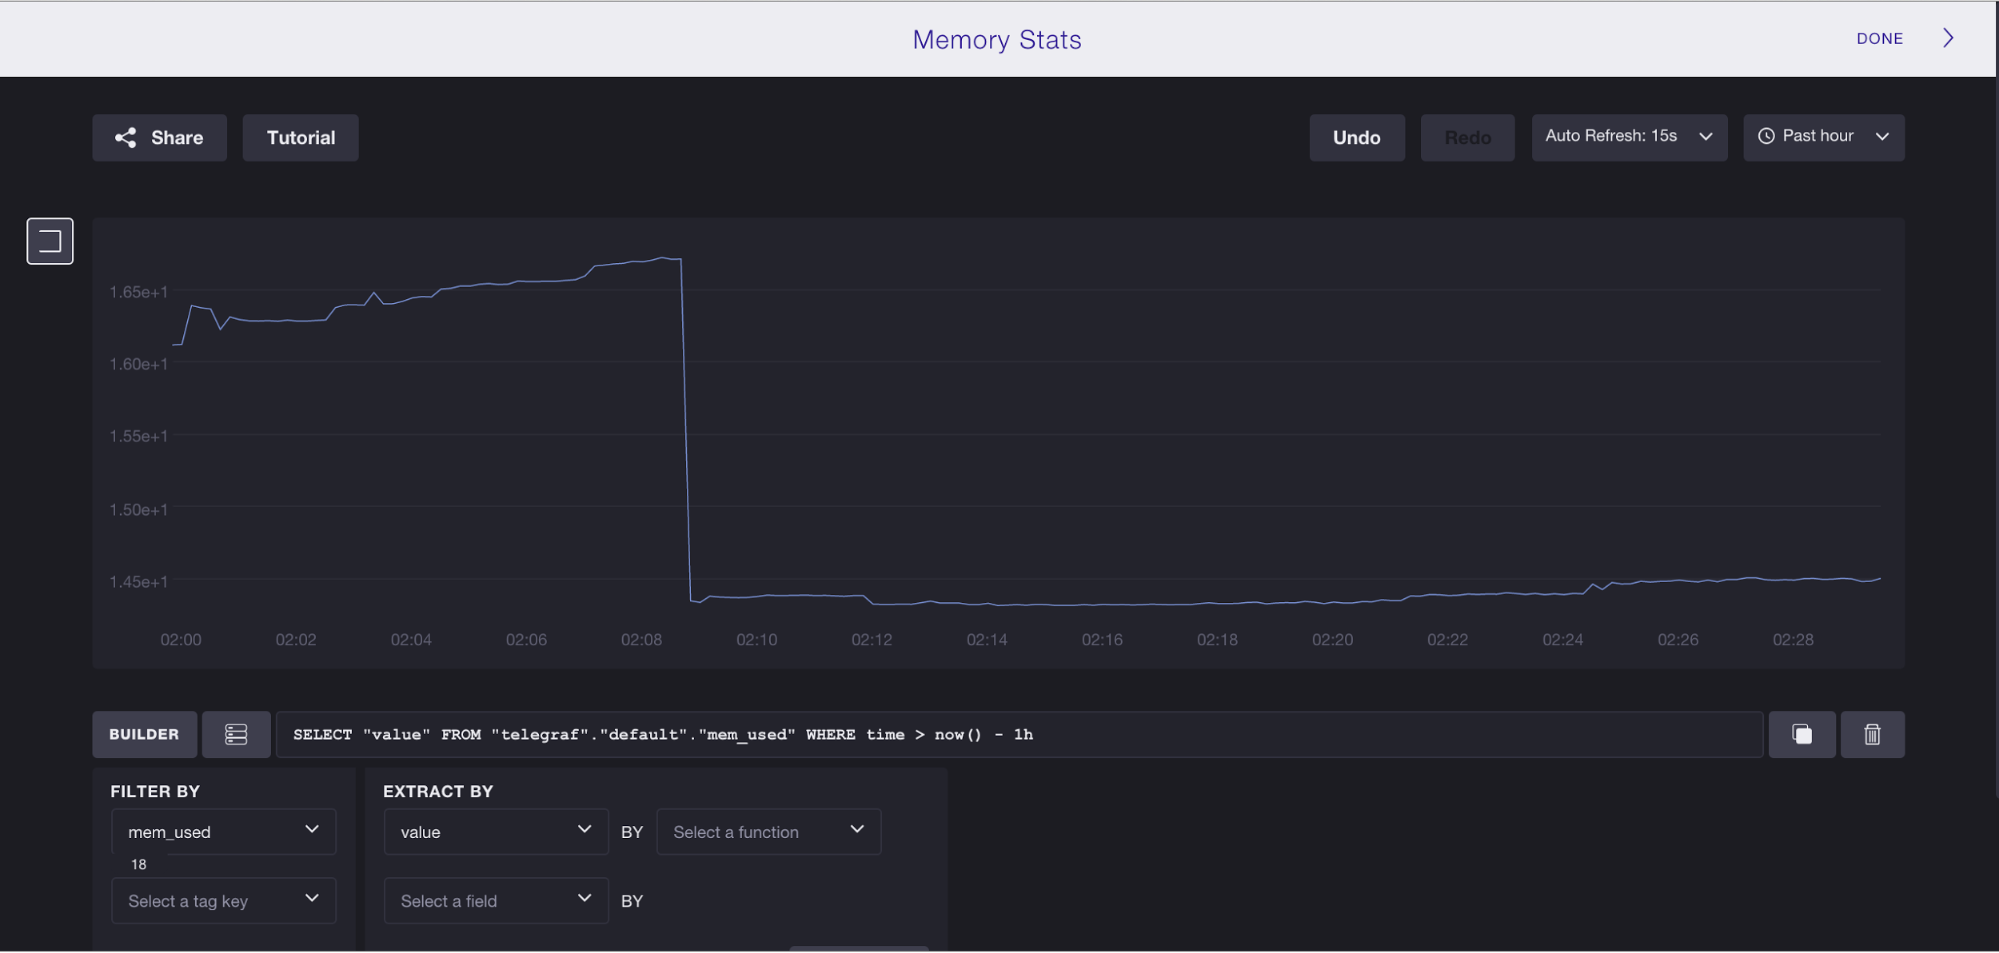 Memory Stats
DONE
Share
Tutorial
Undo
Redo
Auto Refresh: 15s
Past hour
1.65e+1
1.60e+1
1.55e+1
1.50e+1
1.45e+1
02:00 02:02 02:04 02:06 02:08 02:10 02:12 02:14 02:16 02:18 02:20 02:22 02:24 02:26 02:28
BUILDER
SELECT "value" FROM "telegraf"."default"."mem_used" WHERE time > now() - 1h
FILTER BY
mem_used
18
Select a tag key
EXTRACT BY
value BY Select a function
Select a field BY